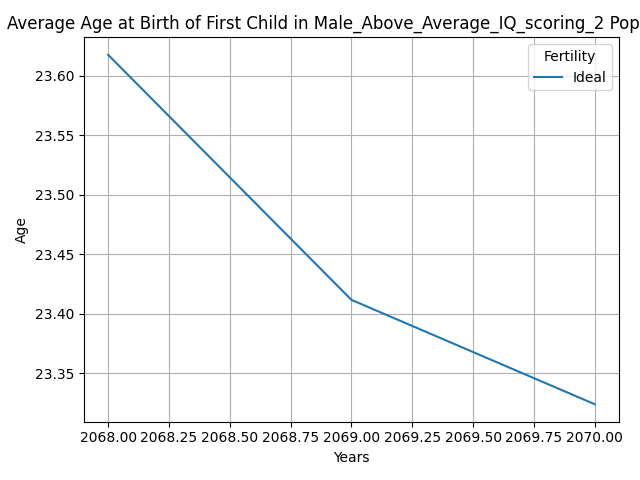 Average Age at Birth of First Child in Male_Above_Average_IQ_scoring_2 Pop
Fertility
Ideal
23.60
23.55
23.50
23.45
23.40
23.35
Age
2068.00 2068.25 2068.50 2068.75 2069.00 2069.25 2069.50 2069.75 2070.00
Years